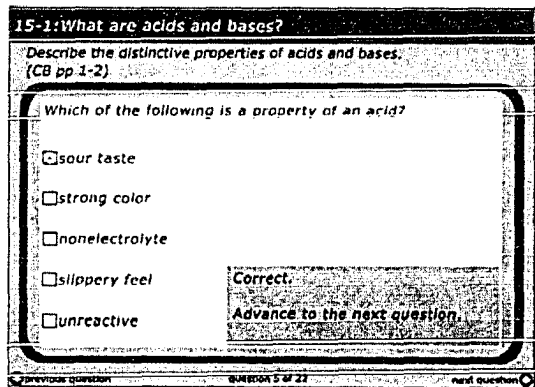 15-1:What are acids and bases?
Describe the distinctive properties of acids and bases.
(CB pp 1-2)
Which of the following is a property of an acid?
sour taste
strong color
nonelectrolyte
slippery feel
unreactive
Correct.
Advance to the next question.
previous question
question 5 of 22
next question